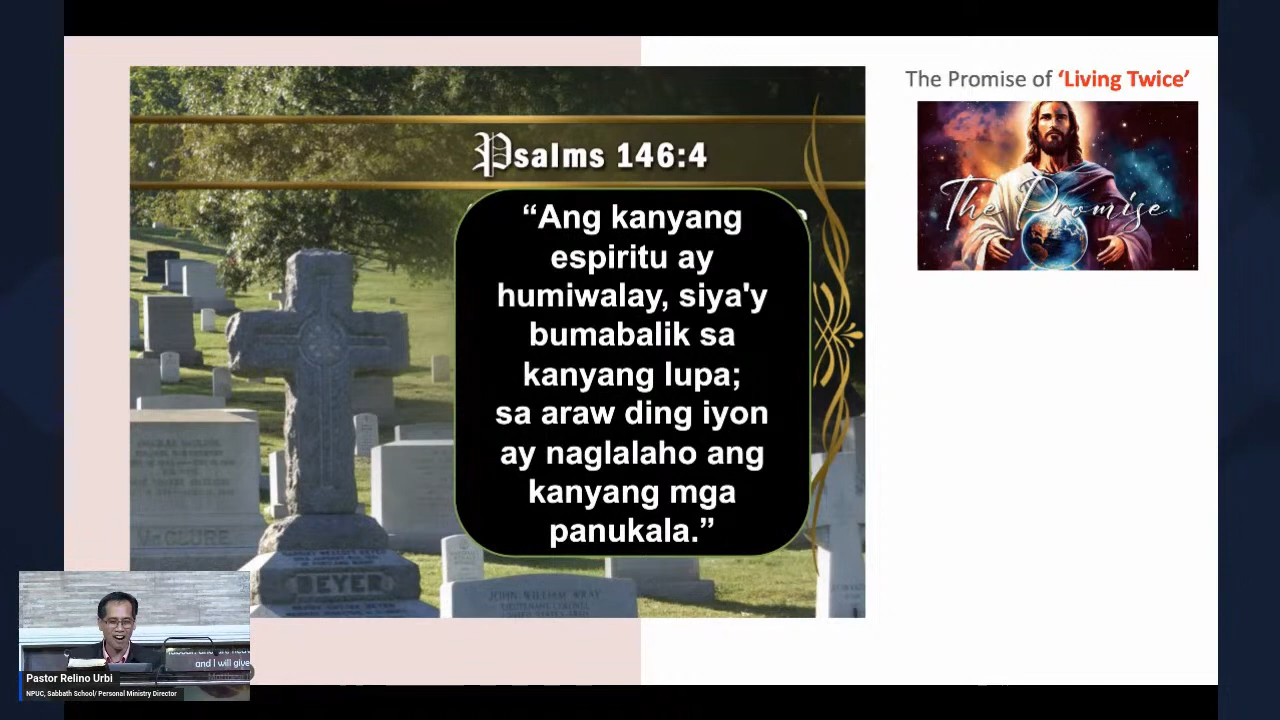 The Promise of ‘Living Twice’
The Promise
Psalms 146:4
“Ang kanyang
espiritu ay
humiwalay, siya'y
bumabalik sa
kanyang lupa;
sa araw ding iyon
ay naglalaho ang
kanyang mga
panukala.”
McCLURE
BEYER
JOHN WILLIAM WRAY
LIEUTENANT COLONEL
and I will give
Pastor Relino Urbi
NPUC, Sabbath School/ Personal Ministry Director